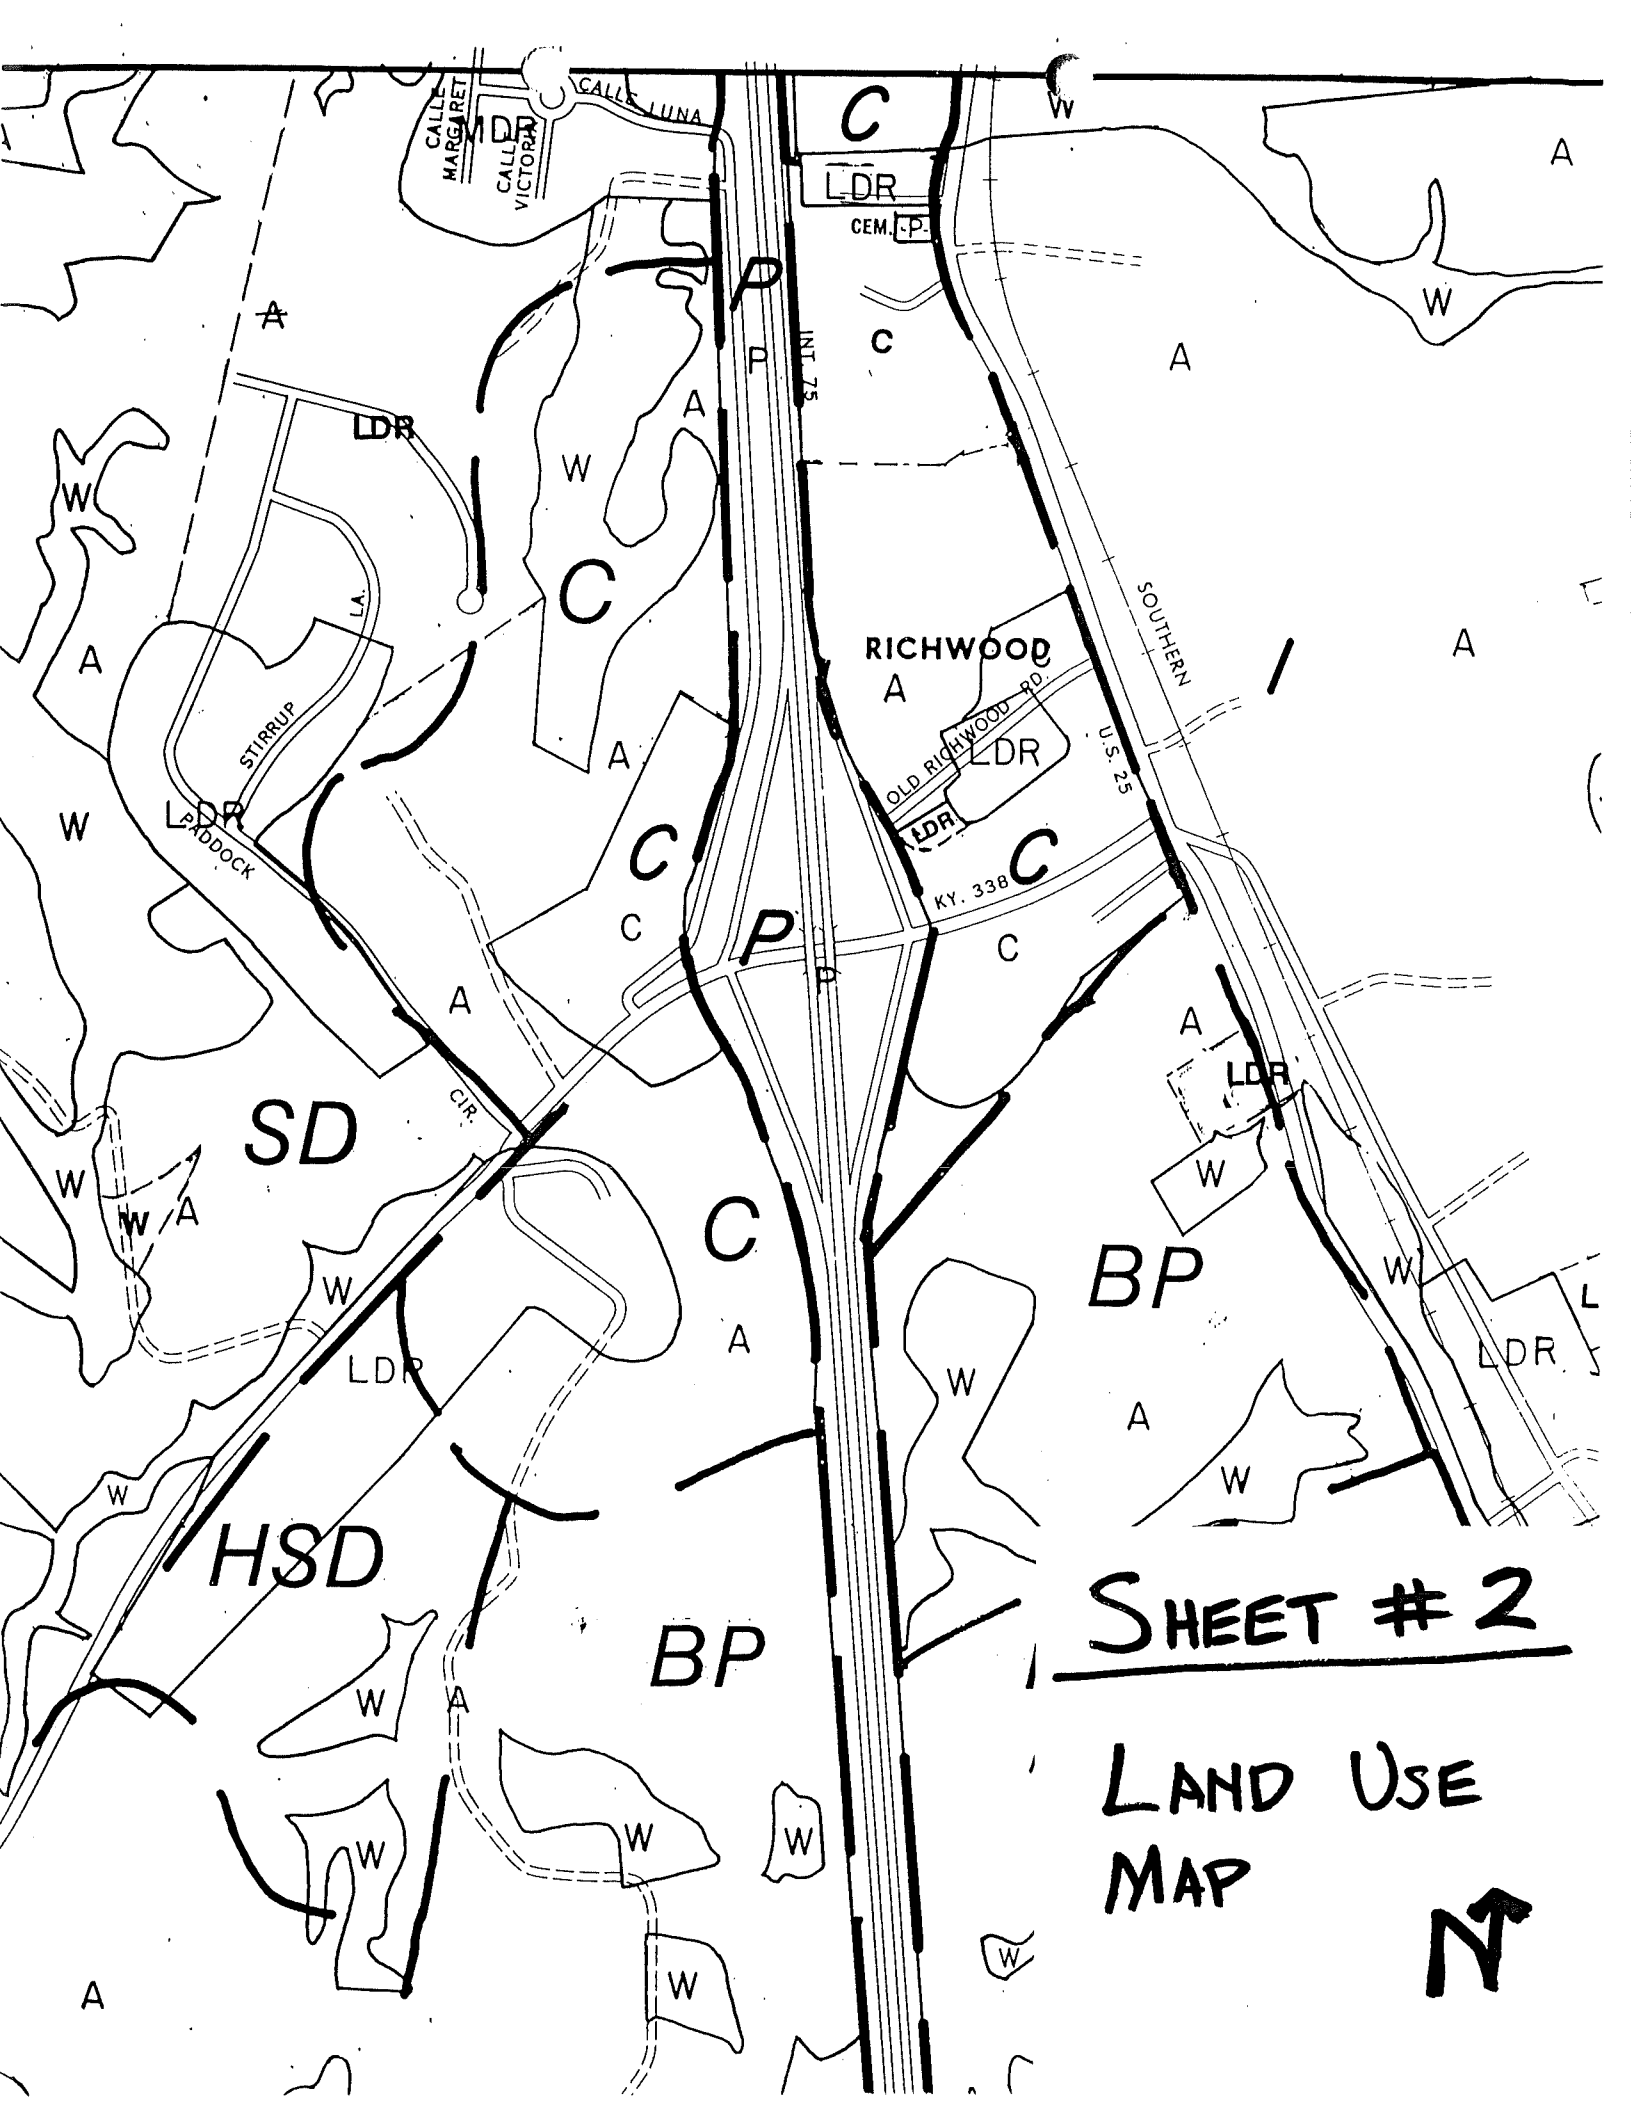 CALLE LUNA
CALLE
MARGARET
MDR
CALLE
VICTORIA
C
W
A
LDR
CEM. P
P
W
A
C
A
P
INT. 75
A
LDR
W
W
C
SOUTHERN
LA.
RICHWOOD
C
A
A
A
OLD RICHWOOD RD.
STIRRUP
A
LDR
U.S. 25
LDR
PADDOCK
W
LDR
C
C
KY. 338
C
P
C
P
A
A
LDR
CIR.
SD
W
W
W
A
C
BP
W
W
L
LDR
A
LDR
W
A
W
W
HSD
BP
SHEET # 2
W
A
LAND USE
MAP
W
W
W
N
W
W
A